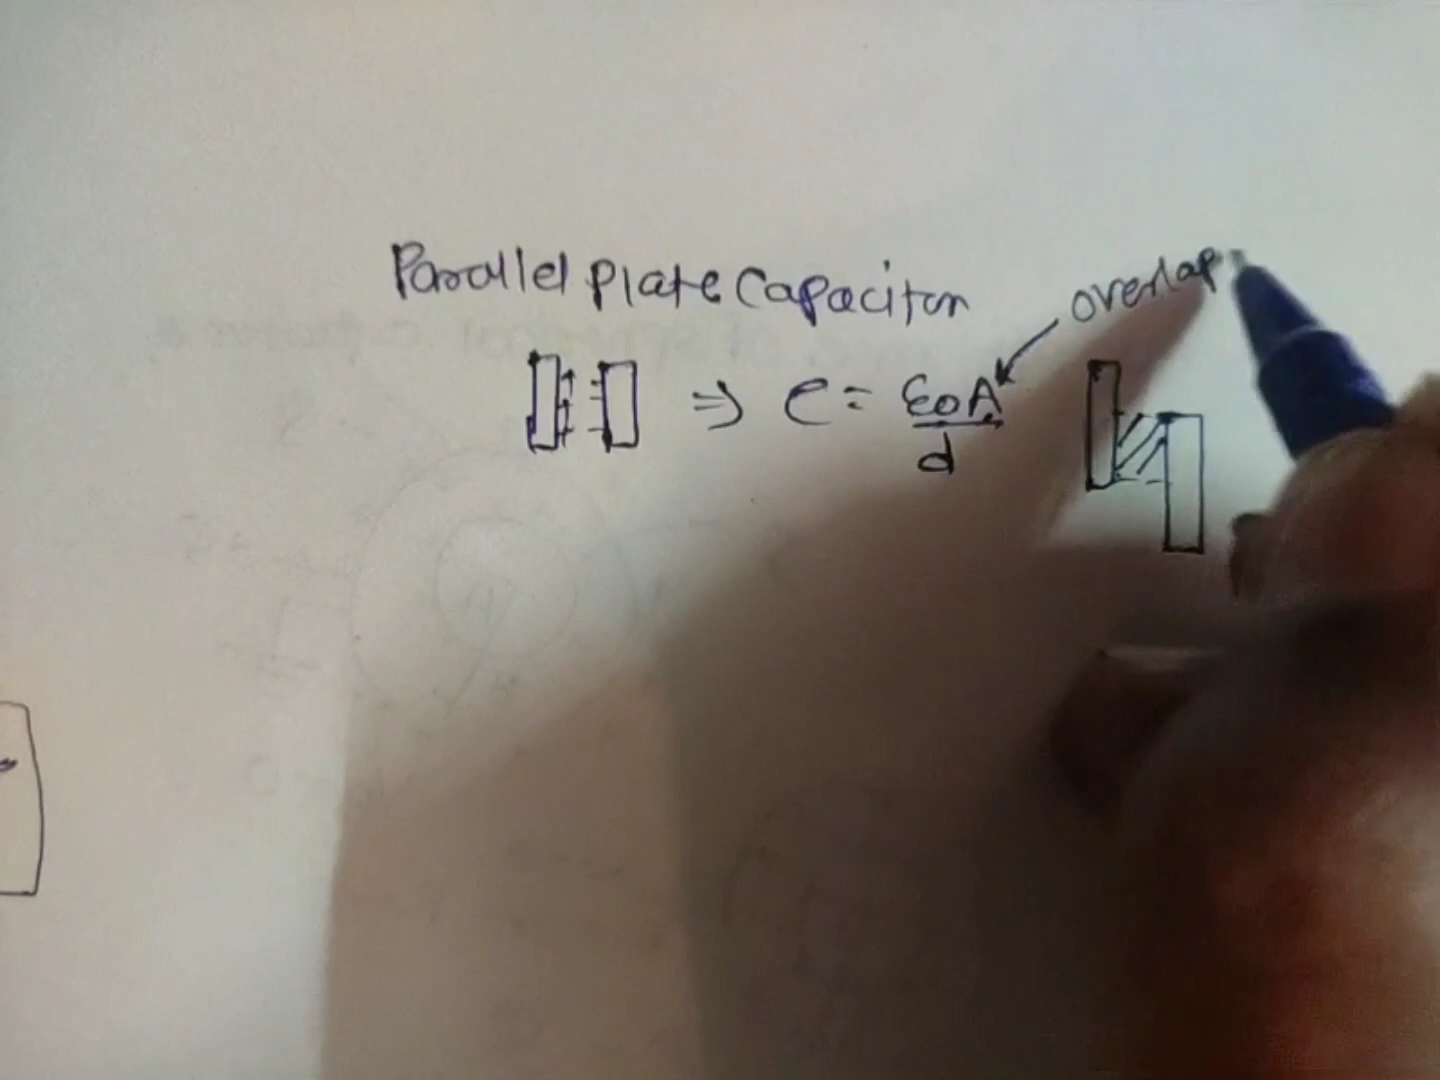 Parallel Plate Capacitor
overlap
⇒ C = ε0A
d